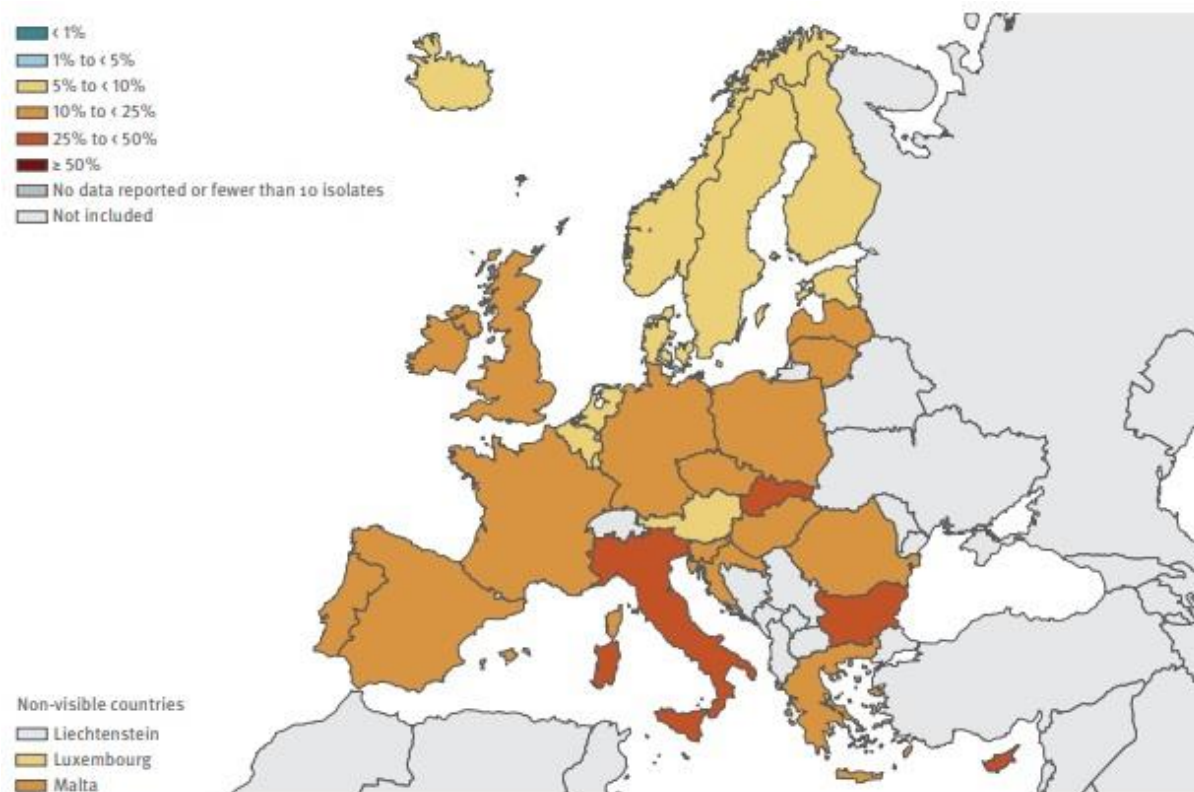 < 1%
1% to < 5%
5% to < 10%
10% to < 25%
25% to < 50%
≥ 50%
No data reported or fewer than 10 isolates
Not included
Non-visible countries
Liechtenstein
Luxembourg
Malta